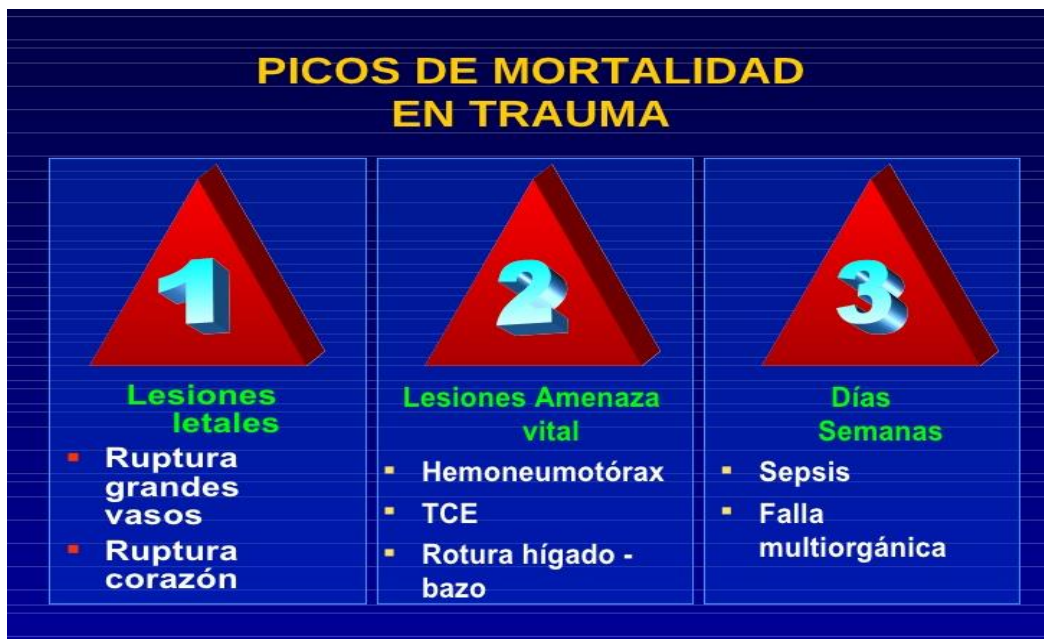 PICOS DE MORTALIDAD
EN TRAUMA
1
Lesiones
letales
Ruptura
grandes
vasos
Ruptura
corazón
2
Lesiones Amenaza
vital
Hemoneumotórax
TCE
Rotura hígado -
bazo
3
Días
Semanas
Sepsis
Falla
multiorgánica